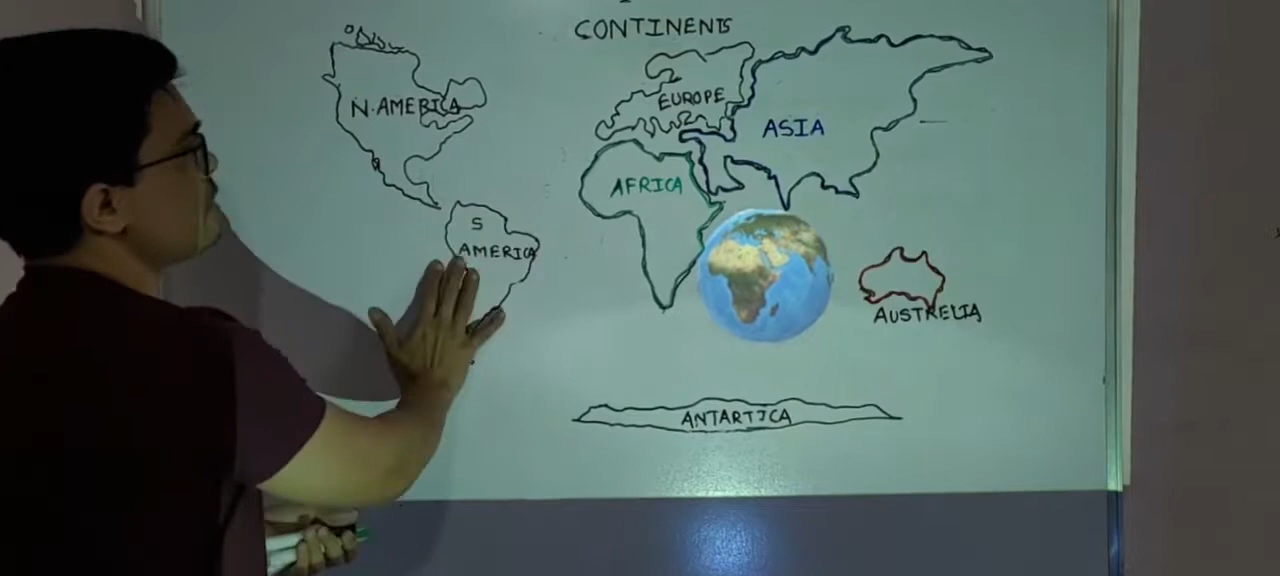 CONTINENTS
N.AMERICA
EUROPE
ASIA
AFRICA
S
AMERICA
AUSTRELIA
ANTARTICA